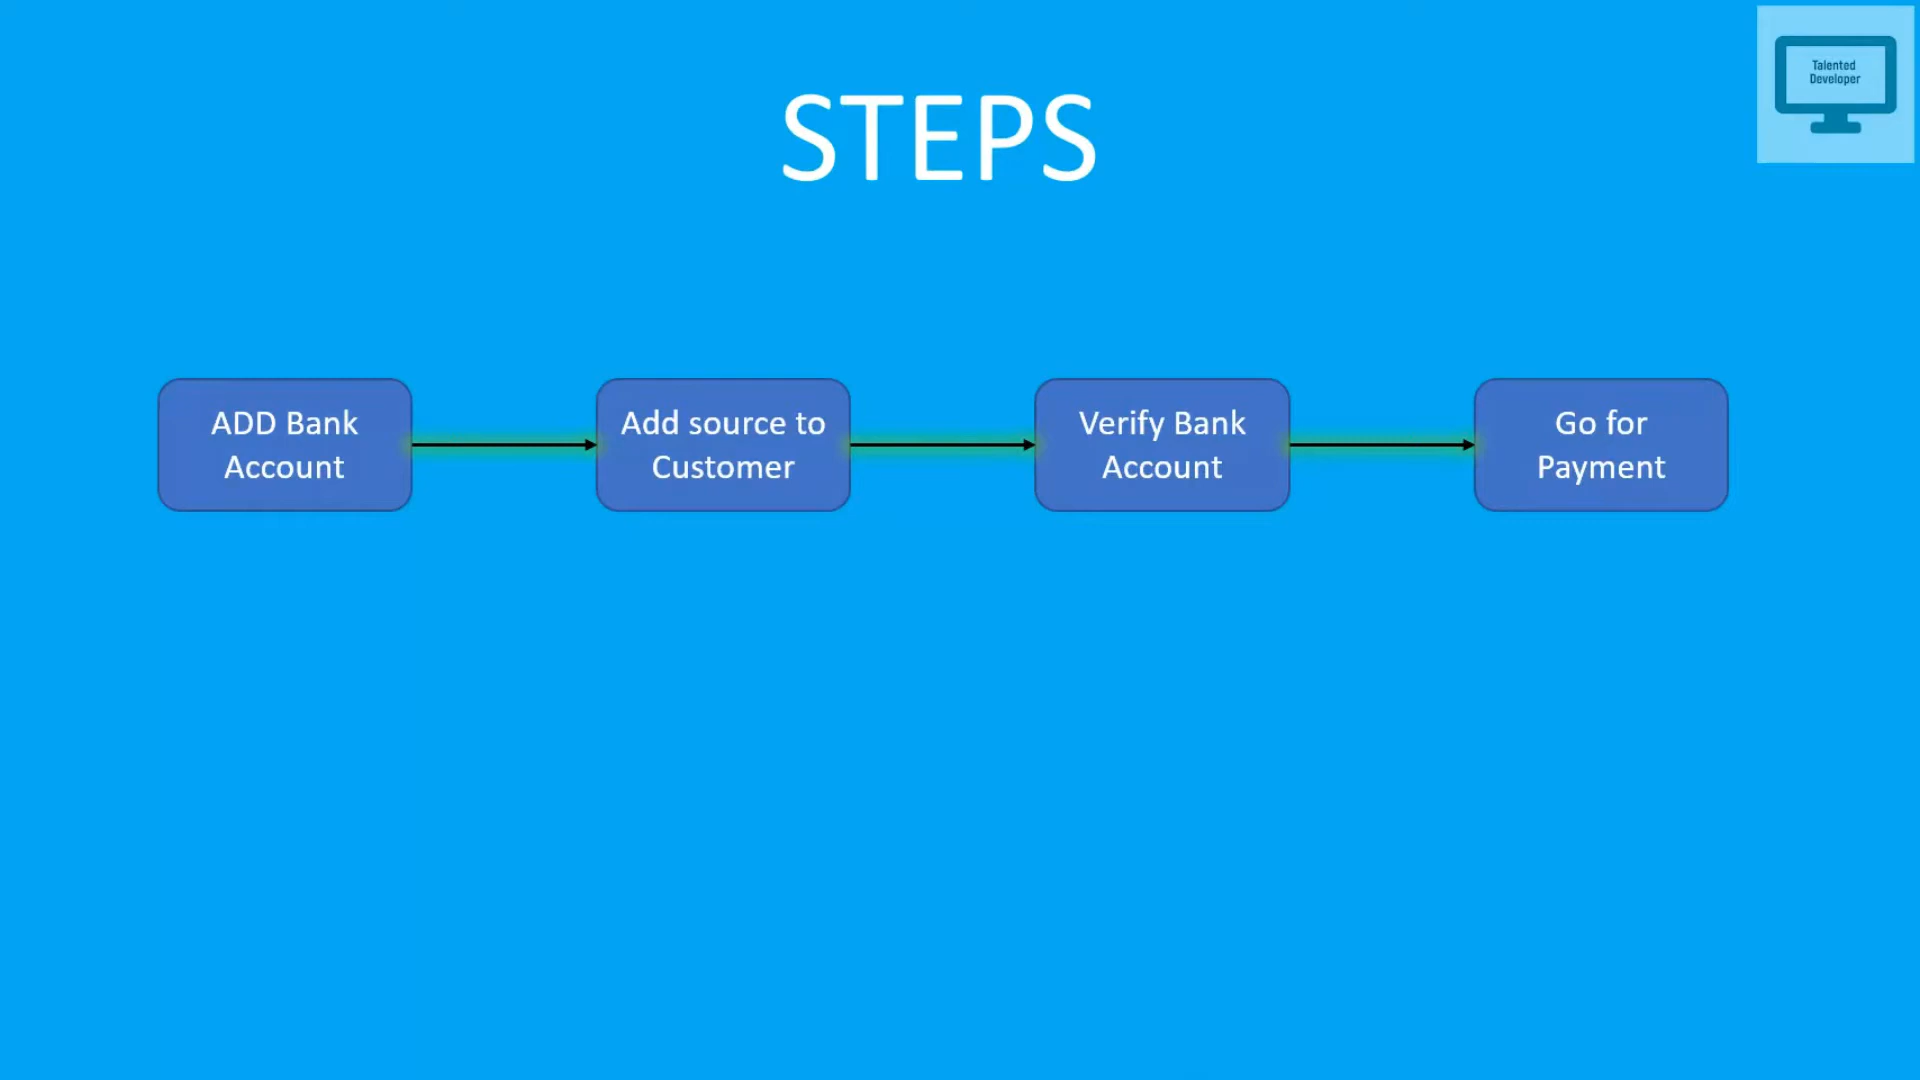 Talented
Developer
STEPS
ADD Bank
Account
Add source to
Customer
Verify Bank
Account
Go for
Payment